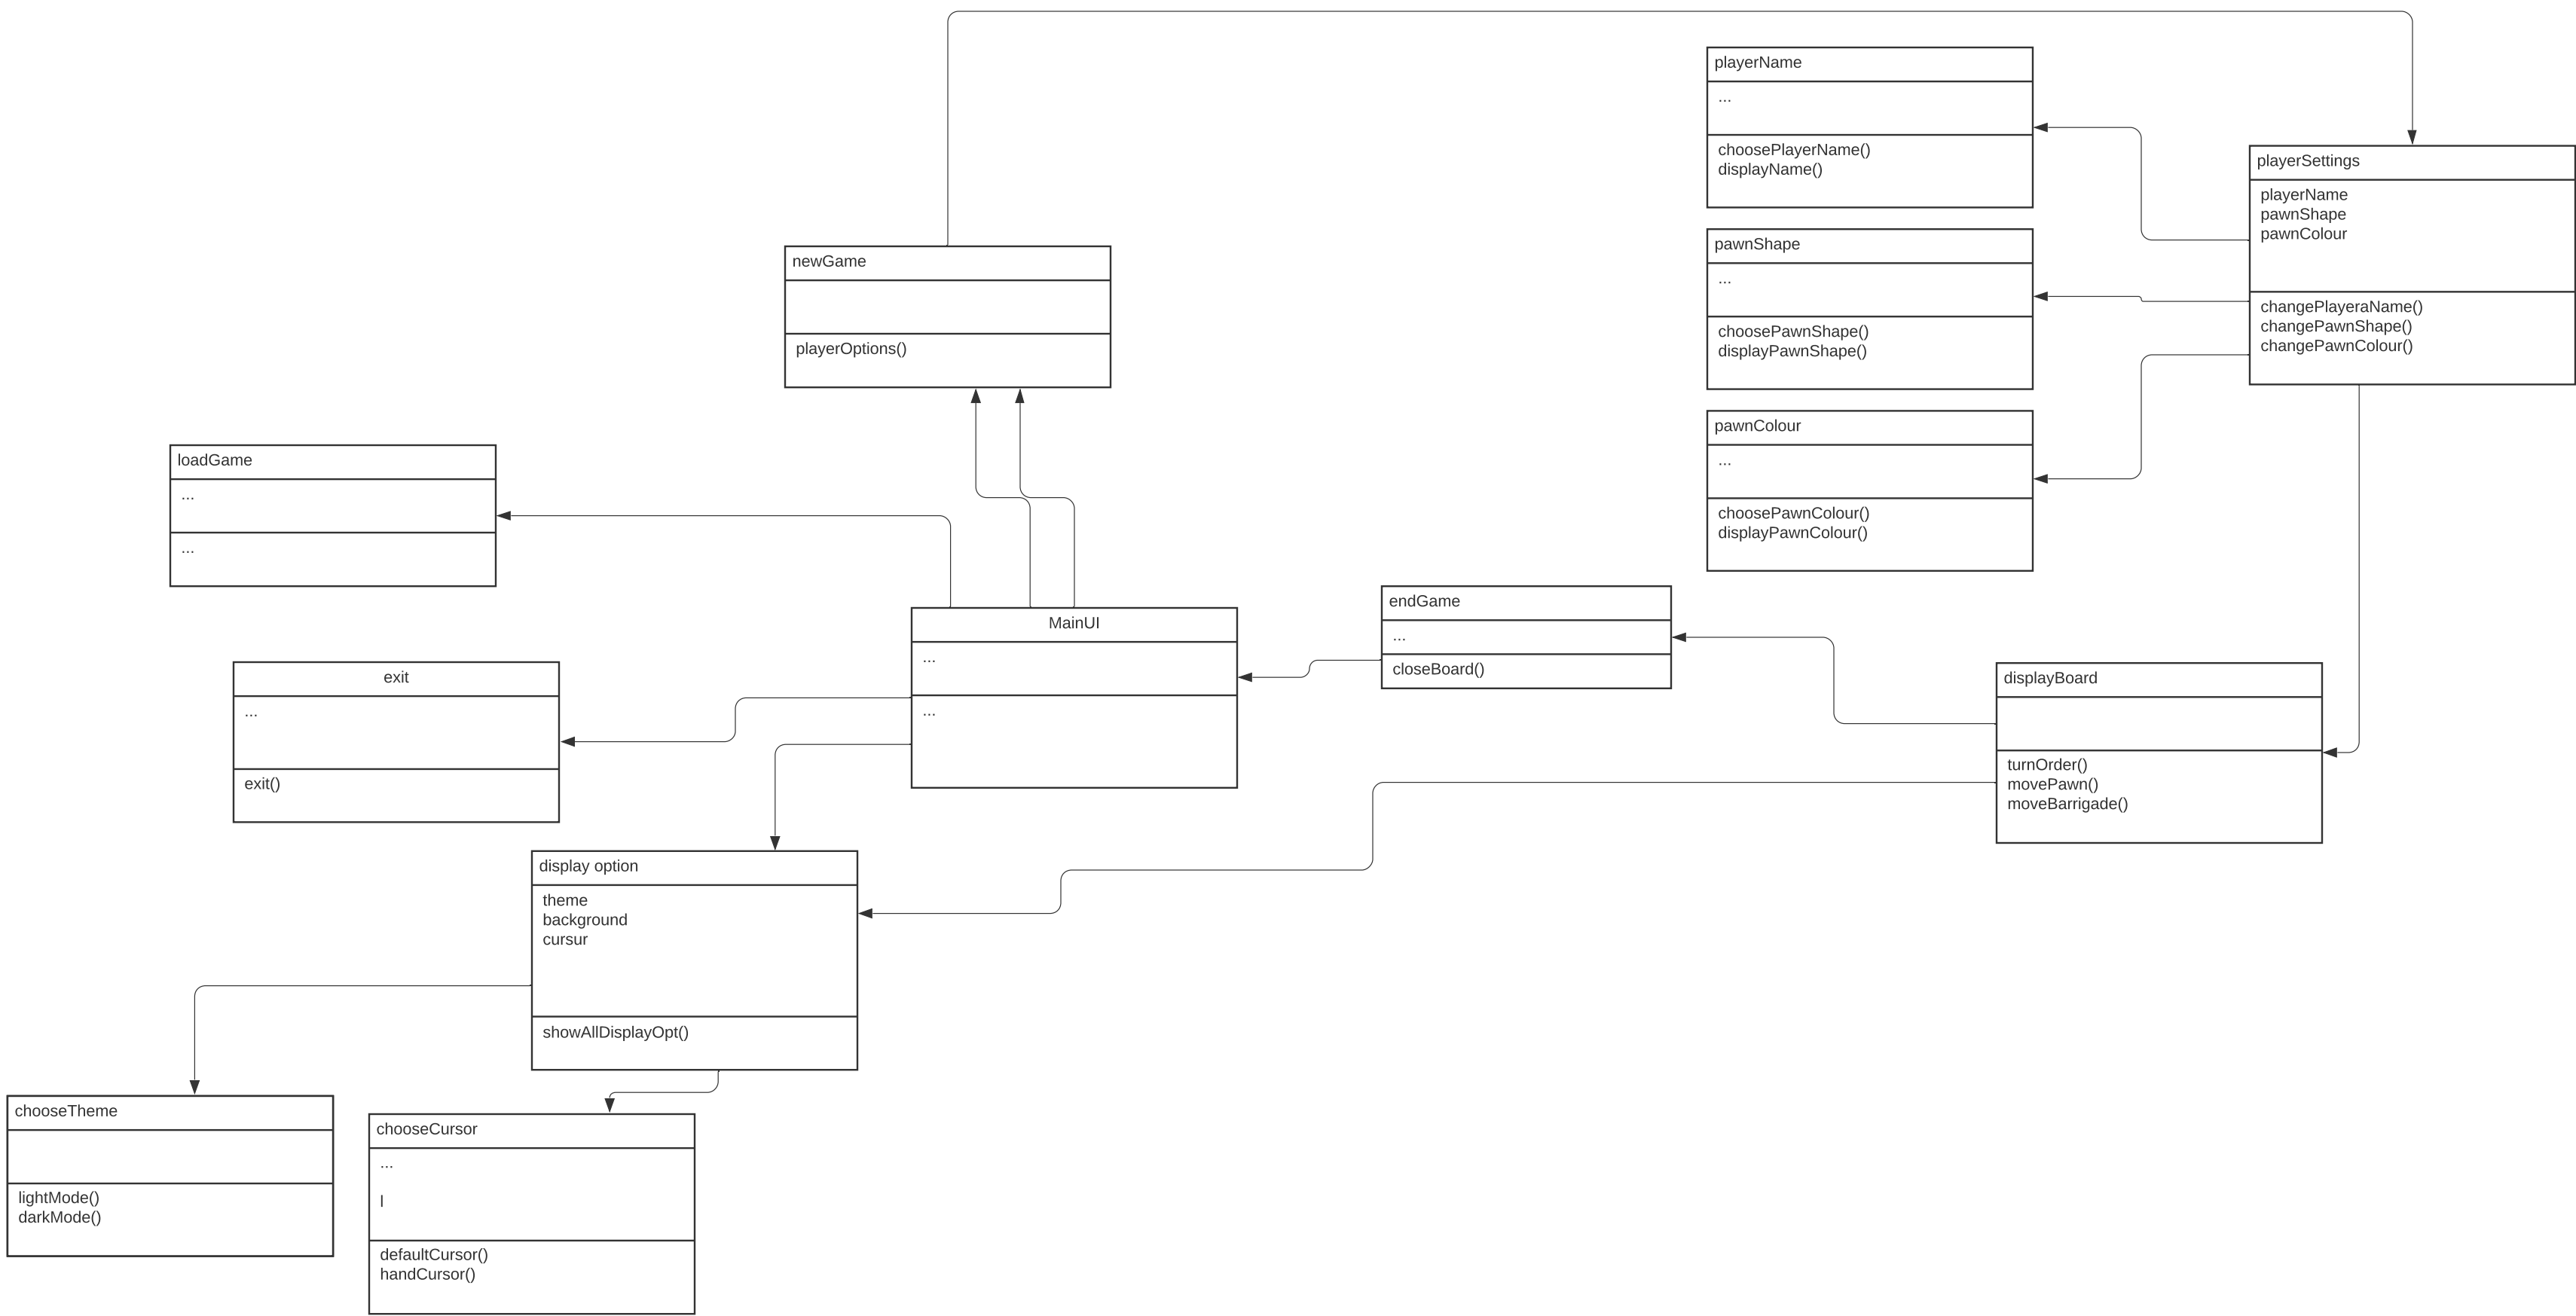 playerName
...
choosePlayerName()
displayName()
playerSettings
playerName
pawnShape
pawnColour
changePlayeraName()
changePawnShape()
changePawnColour()
pawnShape
...
choosePawnShape()
displayPawnShape()
newGame
playerOptions()
pawnColour
...
choosePawnColour()
displayPawnColour()
loadGame
...
...
MainUI
...
...
endGame
...
closeBoard()
exit
...
exit()
displayBoard
turnOrder()
movePawn()
moveBarrigade()
display option
theme
background
cursur
showAllDisplayOpt()
chooseTheme
lightMode()
darkMode()
chooseCursor
...
l
defaultCursor()
handCursor()